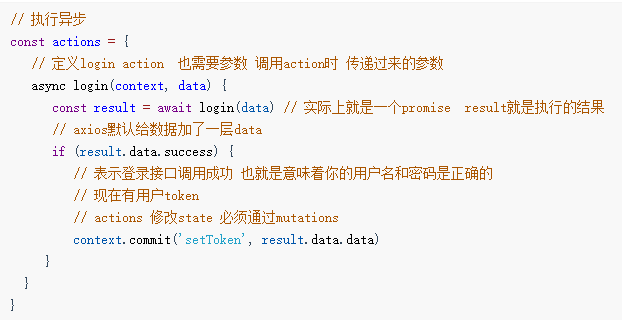 // 执行异步
const actions = {
// 定义login action  也需要参数 调用action时 传递过来的参数
async login(context, data) {
const result = await login(data) // 实际上就是一个promise  result就是执行的结果
// axios默认给数据加了一层data
if (result.data.success) {
// 表示登录接口调用成功 也就是意味着你的用户名和密码是正确的
// 现在有用户token
// actions 修改state 必须通过mutations
context.commit('setToken', result.data.data)
}
}
}